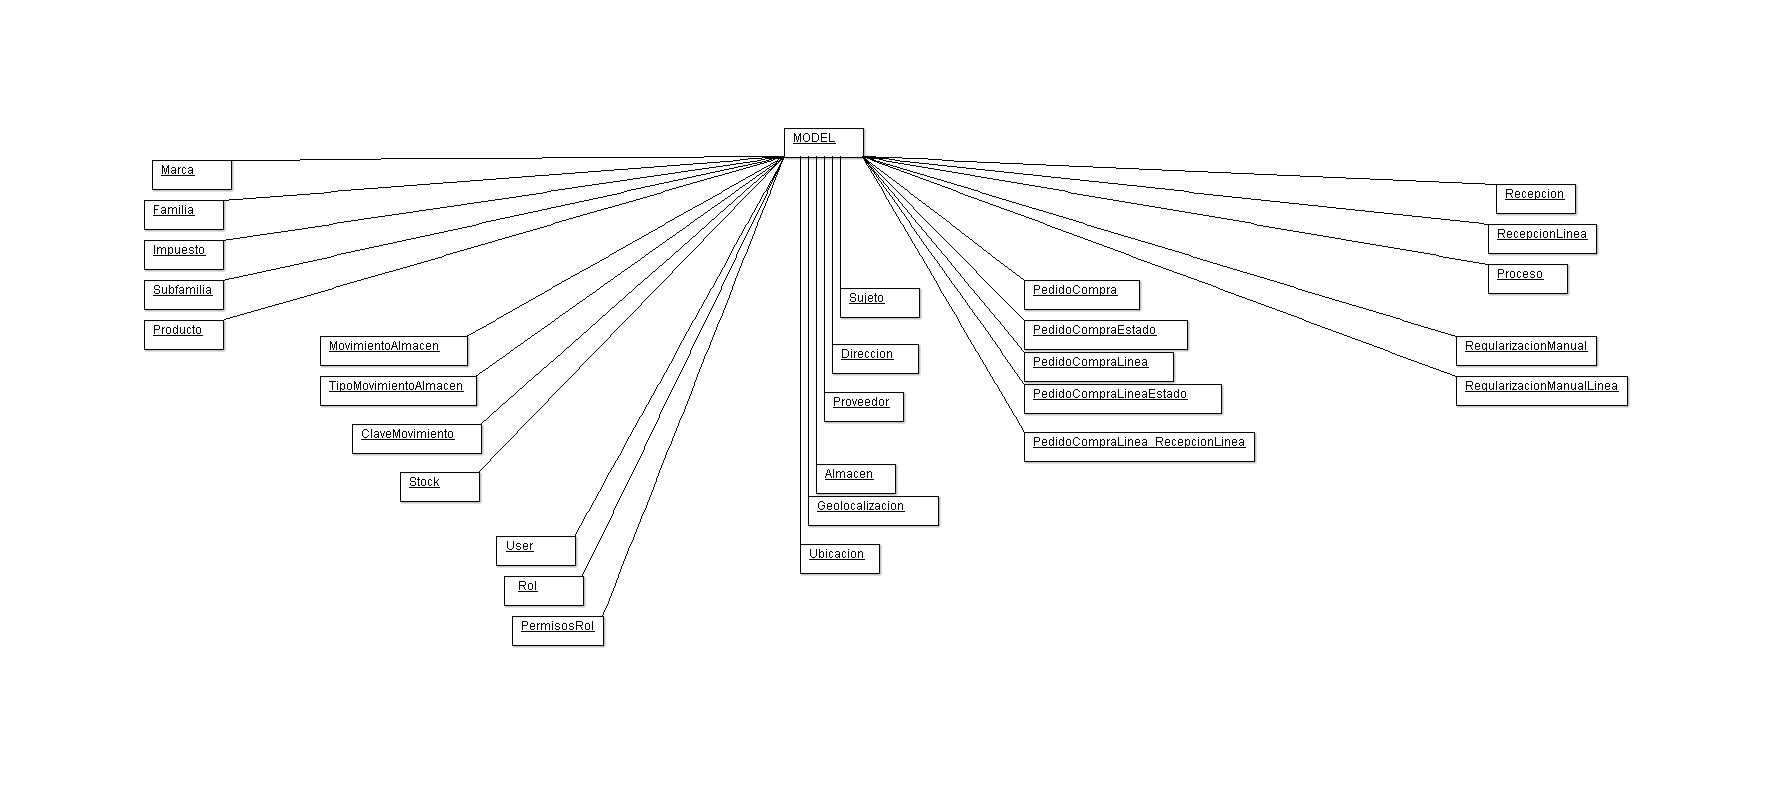 MODEL
Marca
Familia
Impuesto
Subfamilia
Producto
MovimientoAlmacen
TipoMovimientoAlmacen
ClaveMovimiento
Stock
User
Rol
PermisosRol
Sujeto
Direccion
Proveedor
Almacen
Geolocalizacion
Ubicacion
PedidoCompra
PedidoCompraEstado
PedidoCompraLinea
PedidoCompraLineaEstado
PedidoCompraLinea_RecepcionLinea
Recepcion
RecepcionLinea
Proceso
RegularizacionManual
RegularizacionManualLinea